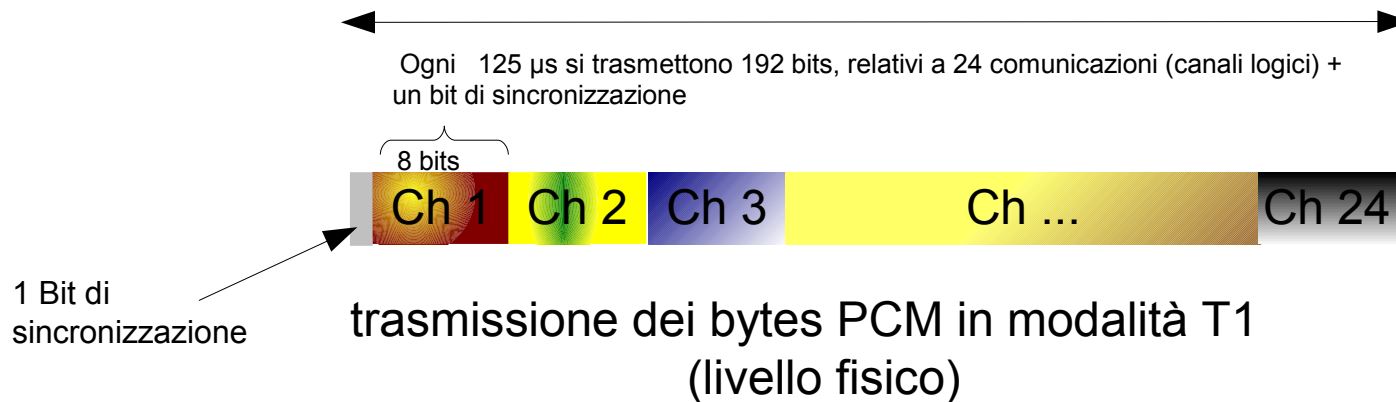 Ogni 125 µs si trasmettono 192 bits, relativi a 24 comunicazioni (canali logici) +
un bit di sincronizzazione
8 bits
Ch 1 Ch 2 Ch 3 Ch ... Ch 24
1 Bit di
sincronizzazione
trasmissione dei bytes PCM in modalità T1
(livello fisico)